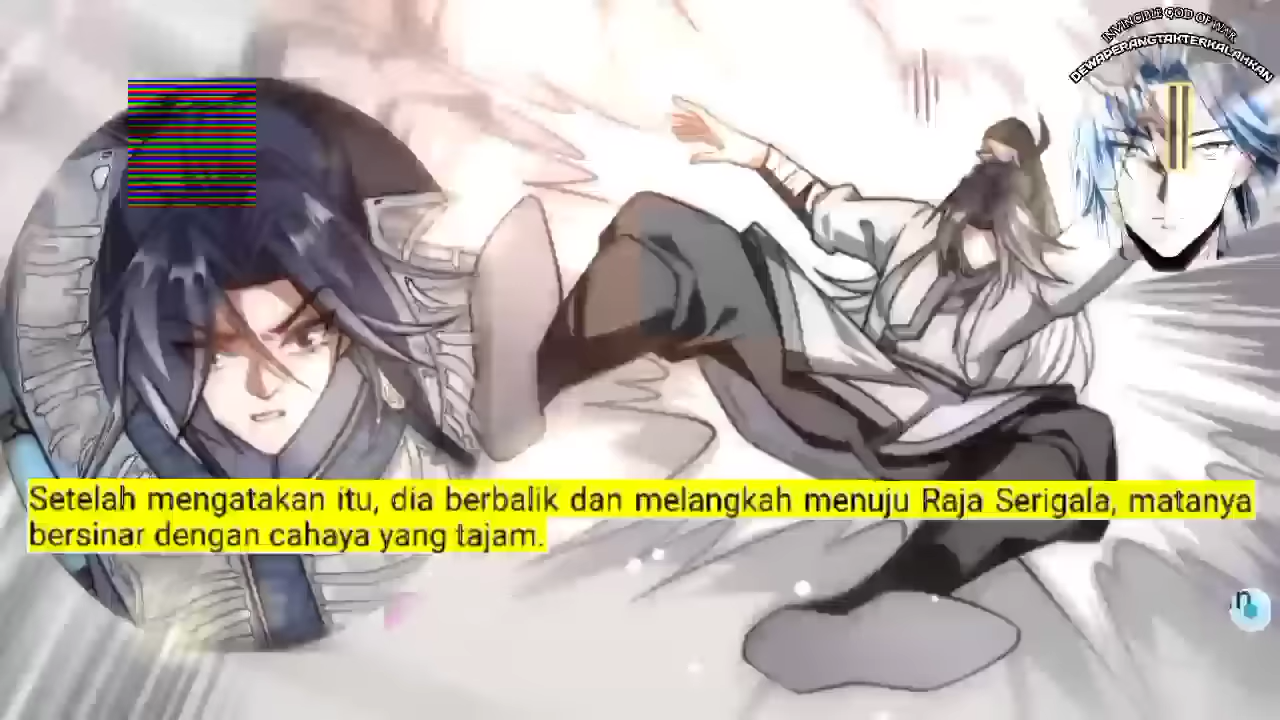 INVINCIBLE GOD OF WAR
DEWAPERANGTAKTERKALAHKAN
Setelah mengatakan itu, dia berbalik dan melangkah menuju Raja Serigala, matanya
bersinar dengan cahaya yang tajam.
n